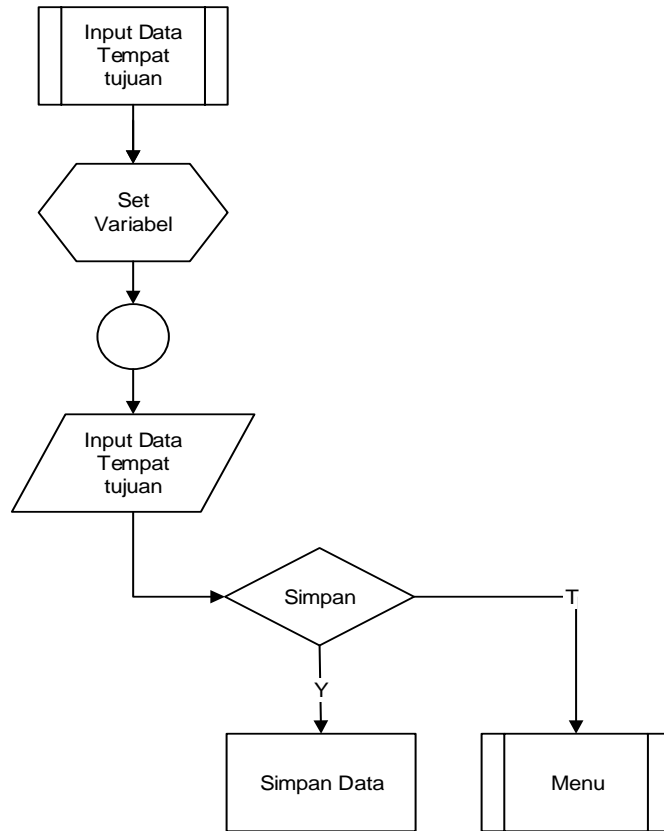 Input Data
Tempat
tujuan
Set
Variabel
Input Data
Tempat
tujuan
Simpan
T
Y
Simpan Data
Menu